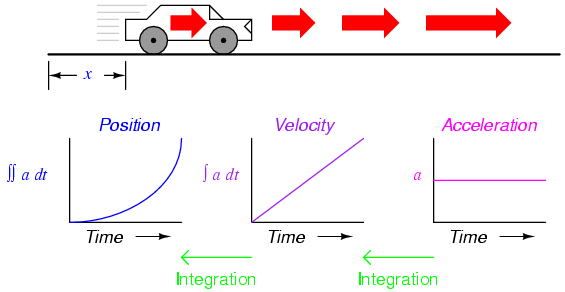 x
Position
Velocity
Acceleration
∫∫ a dt
∫ a dt
a
Time
Time
Time
Integration
Integration